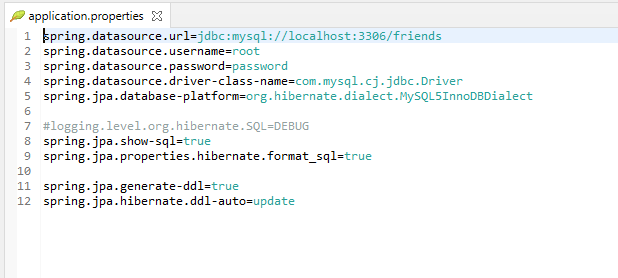 application.properties
1 spring.datasource.url=jdbc:mysql://localhost:3306/friends
2 spring.datasource.username=root
3 spring.datasource.password=password
4 spring.datasource.driver-class-name=com.mysql.cj.jdbc.Driver
5 spring.jpa.database-platform=org.hibernate.dialect.MySQL5InnoDBDialect
6
7 #logging.level.org.hibernate.SQL=DEBUG
8 spring.jpa.show-sql=true
9 spring.jpa.properties.hibernate.format_sql=true
10
11 spring.jpa.generate-ddl=true
12 spring.jpa.hibernate.ddl-auto=update